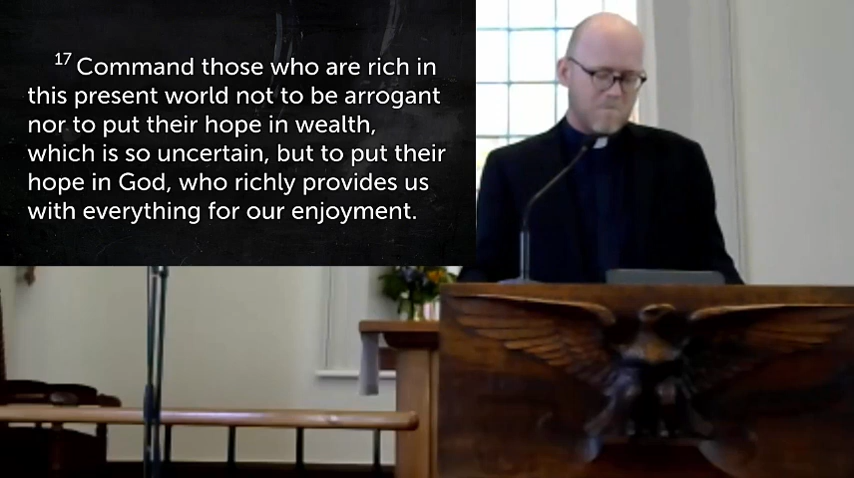 17 Command those who are rich in
this present world not to be arrogant
nor to put their hope in wealth,
which is so uncertain, but to put their
hope in God, who richly provides us
with everything for our enjoyment.